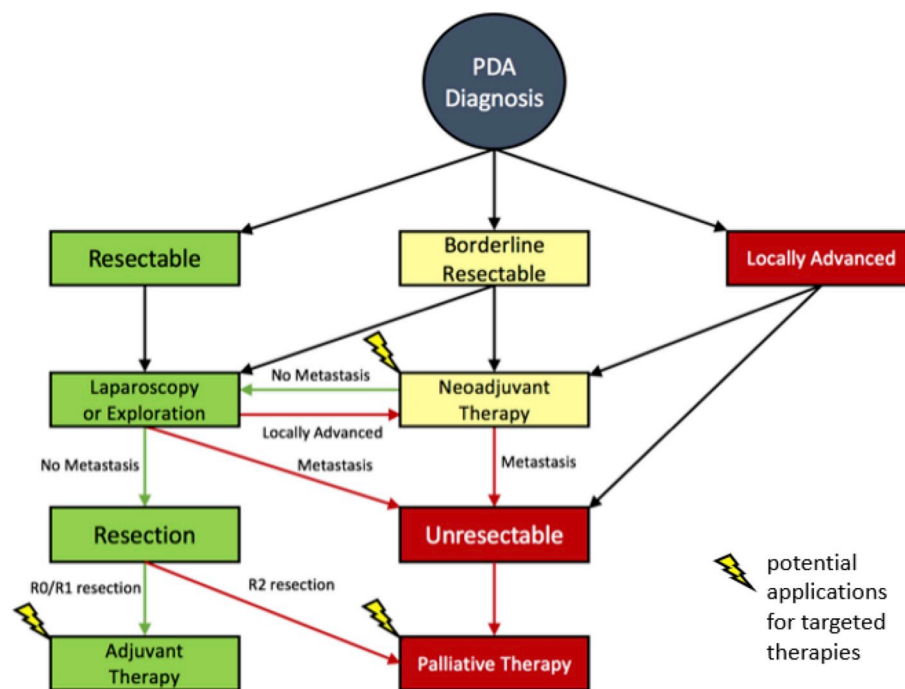 PDA
Diagnosis
Resectable
Borderline
Resectable
Locally Advanced
Laparoscopy
or Exploration
No Metastasis
Neoadjuvant
Therapy
Locally Advanced
No Metastasis
Metastasis
Metastasis
Resection
Unresectable
R0/R1 resection
R2 resection
Adjuvant
Therapy
Palliative Therapy
potential
applications
for targeted
therapies